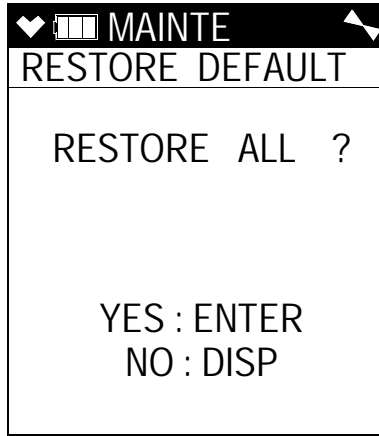 MAINTE
RESTORE DEFAULT
RESTORE ALL ?
YES : ENTER
NO : DISP